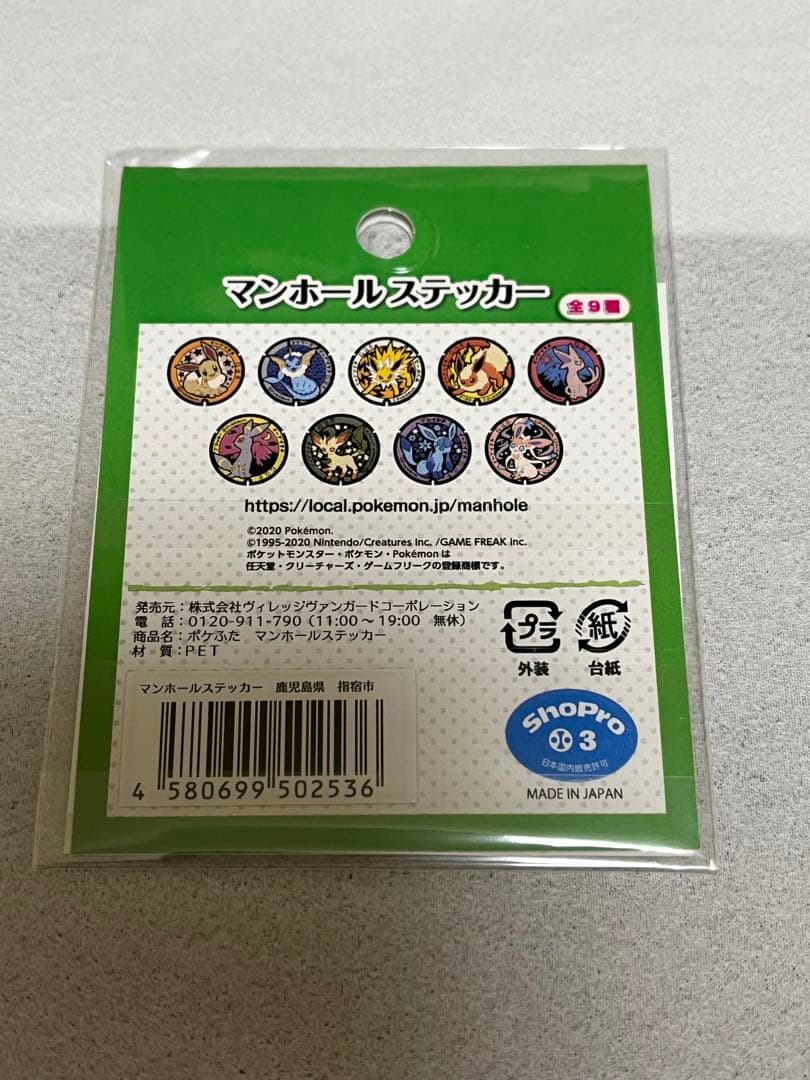 マンホールステッカー
全9種
https://local.pokemon.jp/manhole
©2020 Pokémon.
©1995-2020 Nintendo/Creatures Inc. /GAME FREAK inc.
ポケットモンスター・ポケモン・Pokémonは
任天堂・クリーチャーズ・ゲームフリークの登録商標です。
発売元：株式会社ヴィレッジヴァンガードコーポレーション
電　話：0120-911-790（11:00～19:00　無休）
商品名：ポケふた　マンホールステッカー
材　質：PET
プラ
外装
紙
台紙
マンホールステッカー　鹿児島県　指宿市
4 580699 502536
ShoPro
3
日本国内販売許可
MADE IN JAPAN